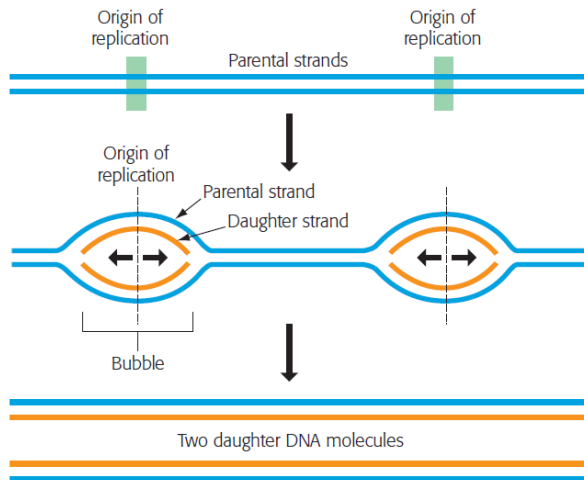 Origin of
replication
Origin of
replication
Parental strands
Origin of
replication
Parental strand
Daughter strand
Bubble
Two daughter DNA molecules